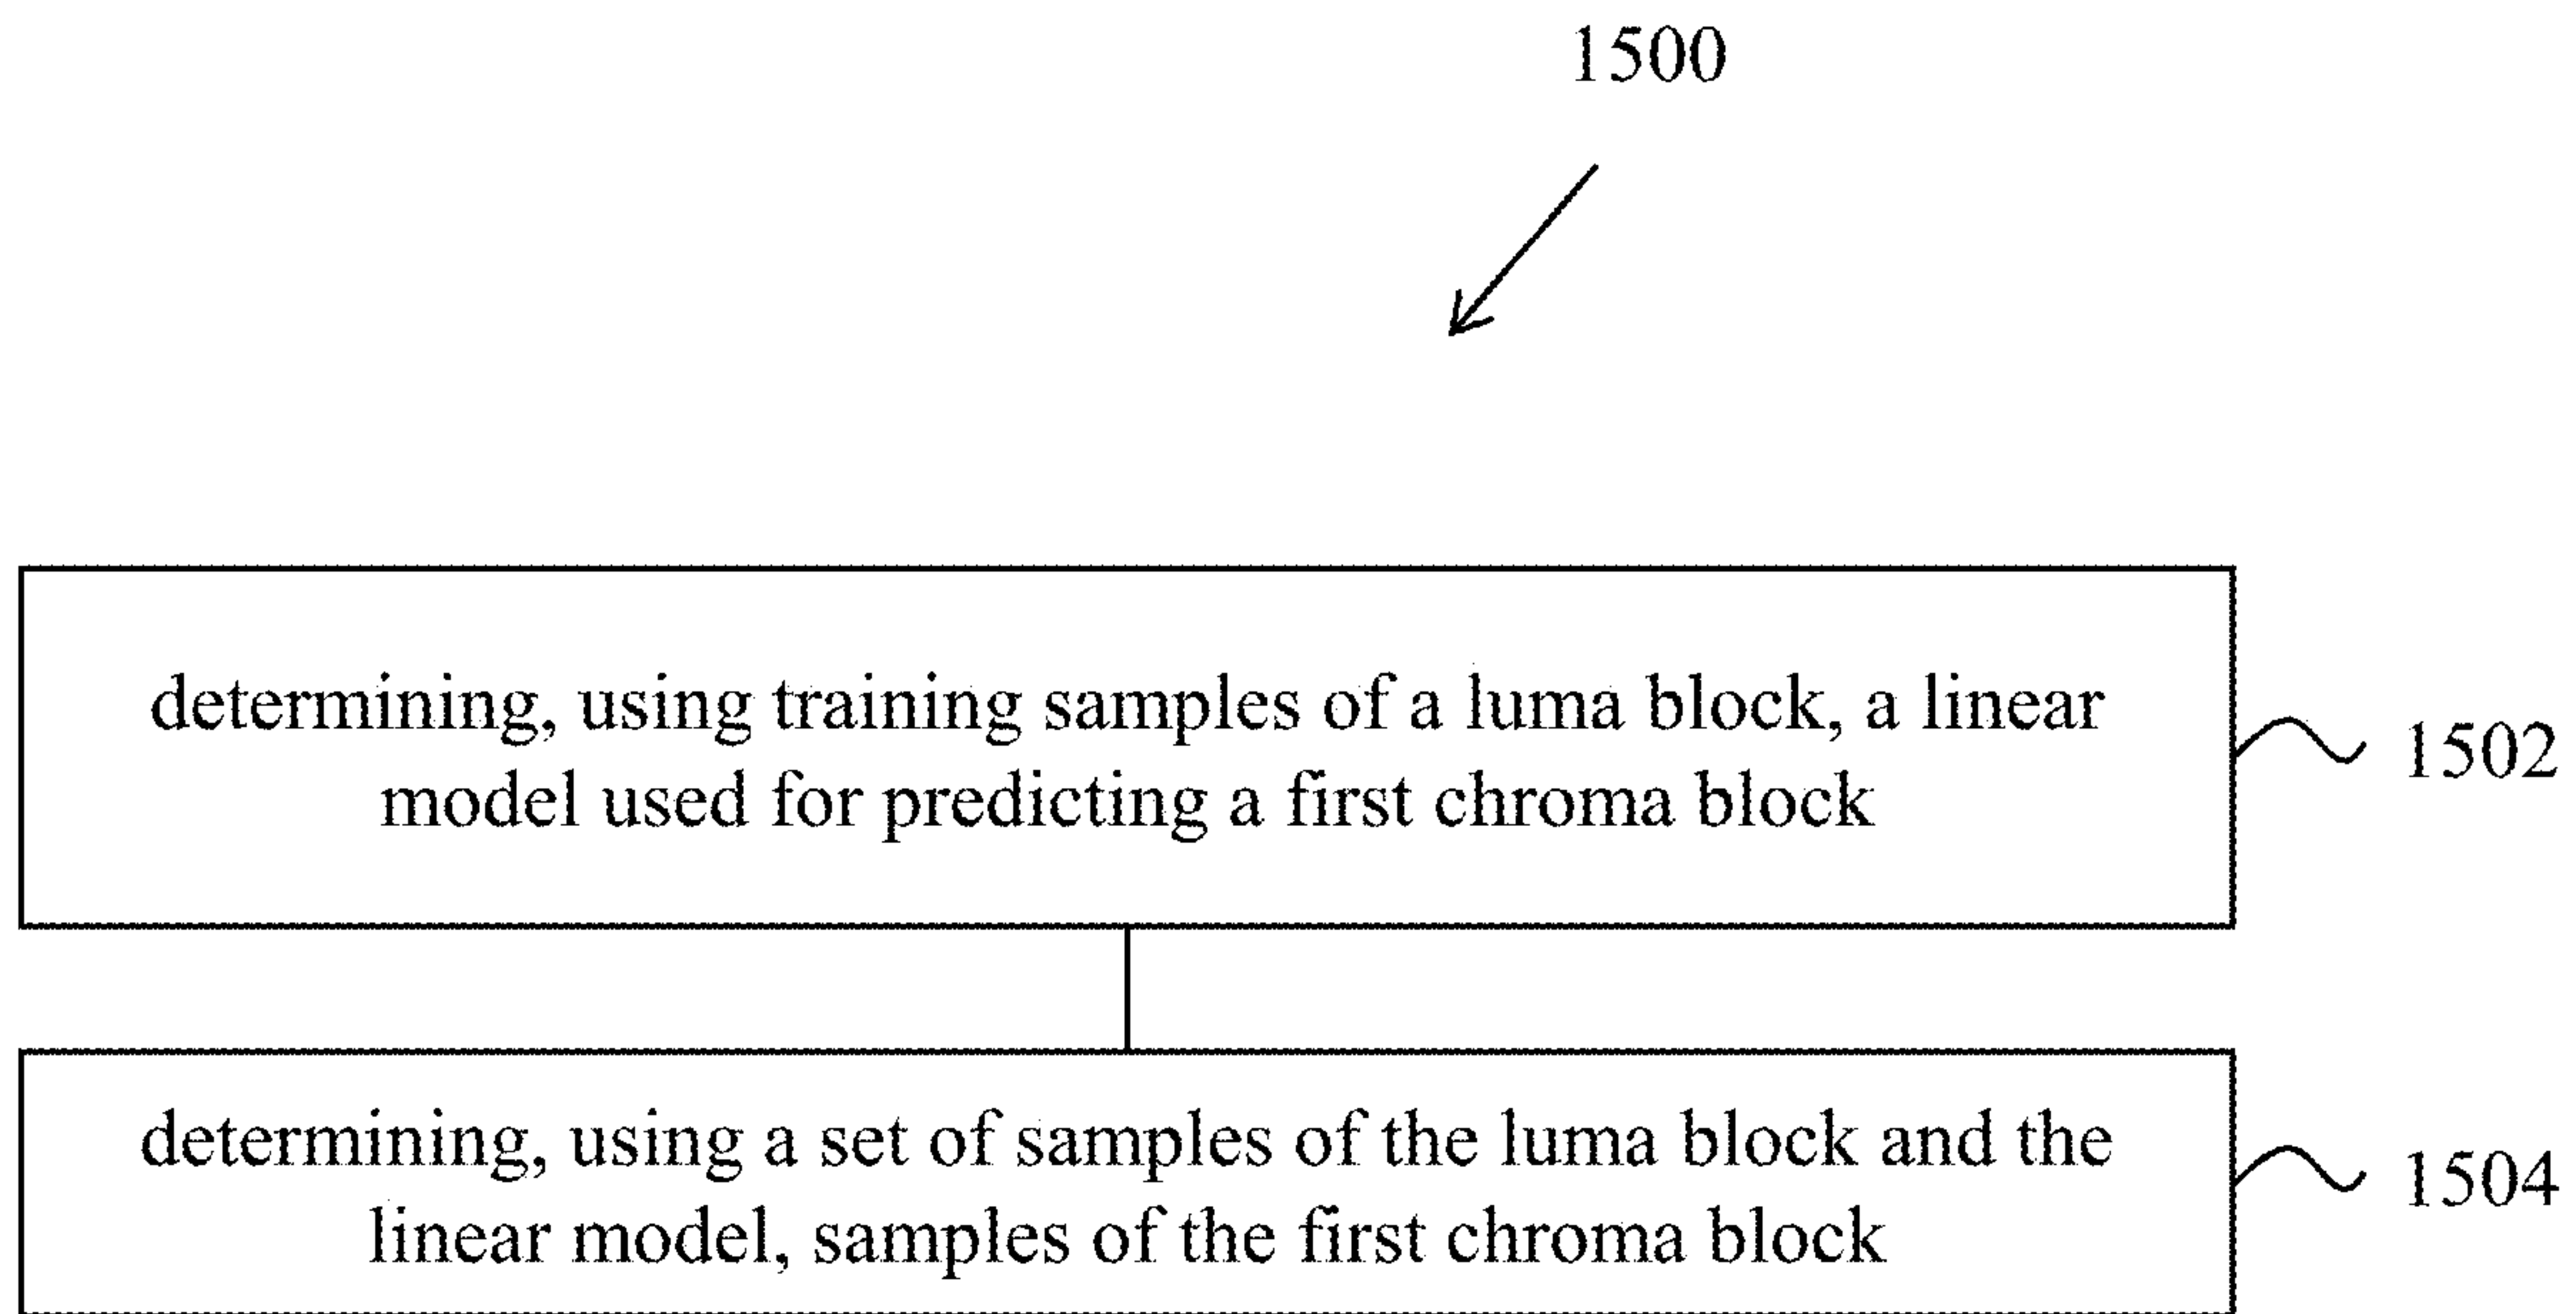 1500
determining, using training samples of a luma block, a linear
model used for predicting a first chroma block
1502
determining, using a set of samples of the luma block and the
linear model, samples of the first chroma block
1504